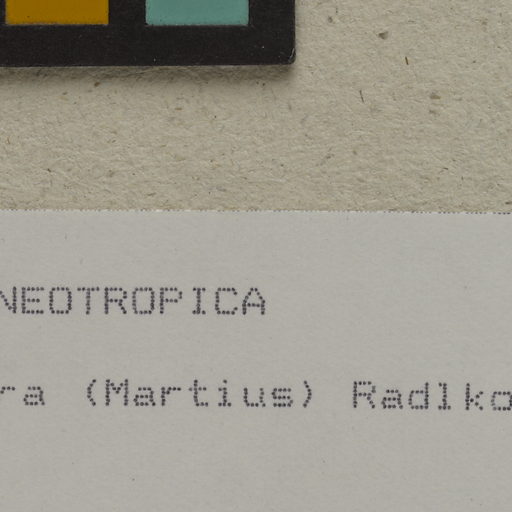 NEOTROPICA
ra (Martius) Radlko